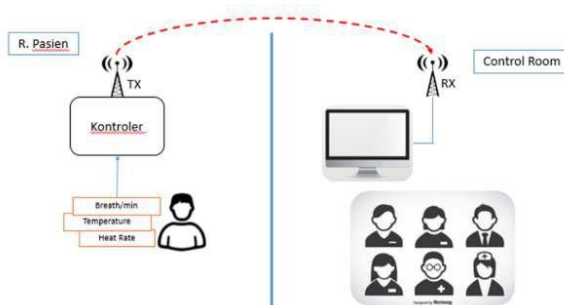 R. Pasien
TX
Kontroler
Breath/min
Temperature
Heat Rate
Control Room
RX